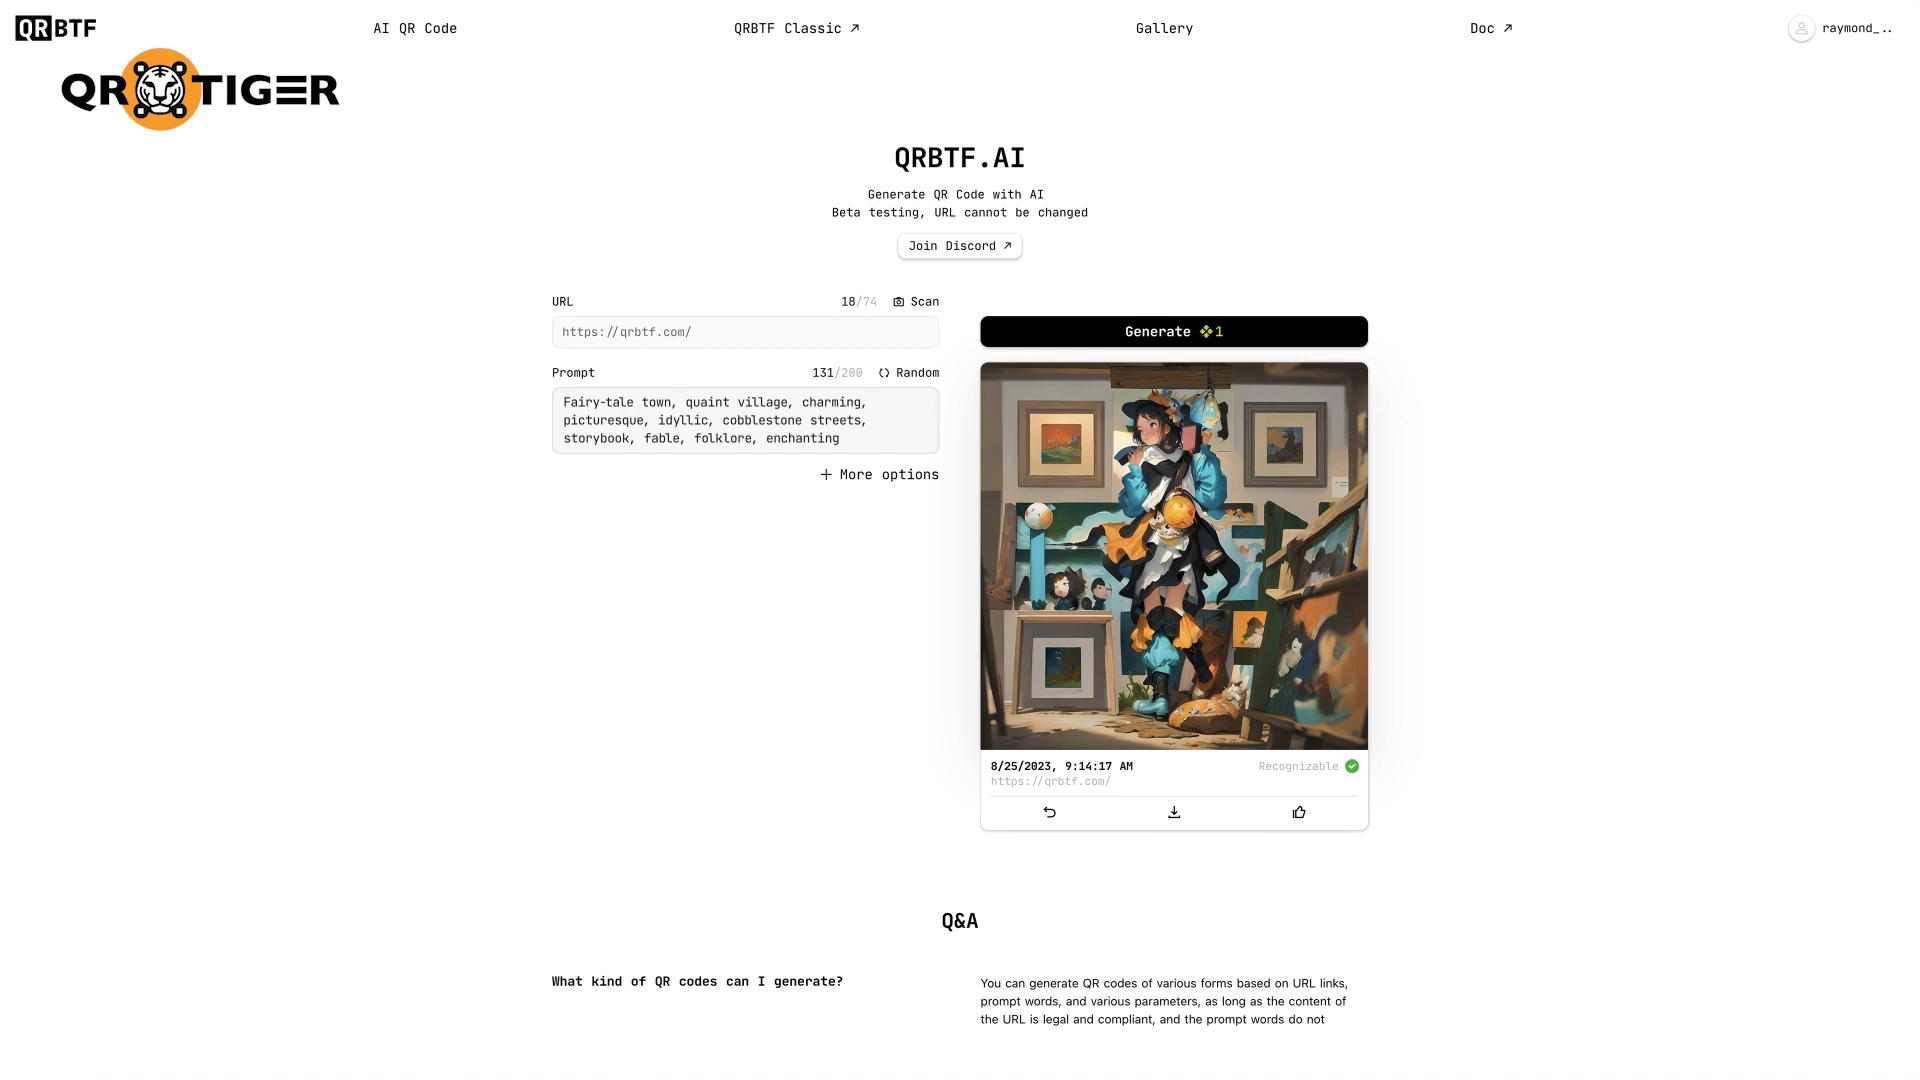 QRBTF
AI QR Code
QRBTF Classic ↗
Gallery
Doc ↗
raymond_..
QR TIGER
QRBTF.AI
Generate QR Code with AI
Beta testing, URL cannot be changed
Join Discord ↗
URL
18/74
Scan
https://qrbtf.com/
Generate 1
Prompt
131/200
Random
Fairy-tale town, quaint village, charming,
picturesque, idyllic, cobblestone streets,
storybook, fable, folklore, enchanting
+ More options
8/25/2023, 9:14:17 AM
Recognizable
https://qrbtf.com/
Q&A
What kind of QR codes can I generate?
You can generate QR codes of various forms based on URL links,
prompt words, and various parameters, as long as the content of
the URL is legal and compliant, and the prompt words do not